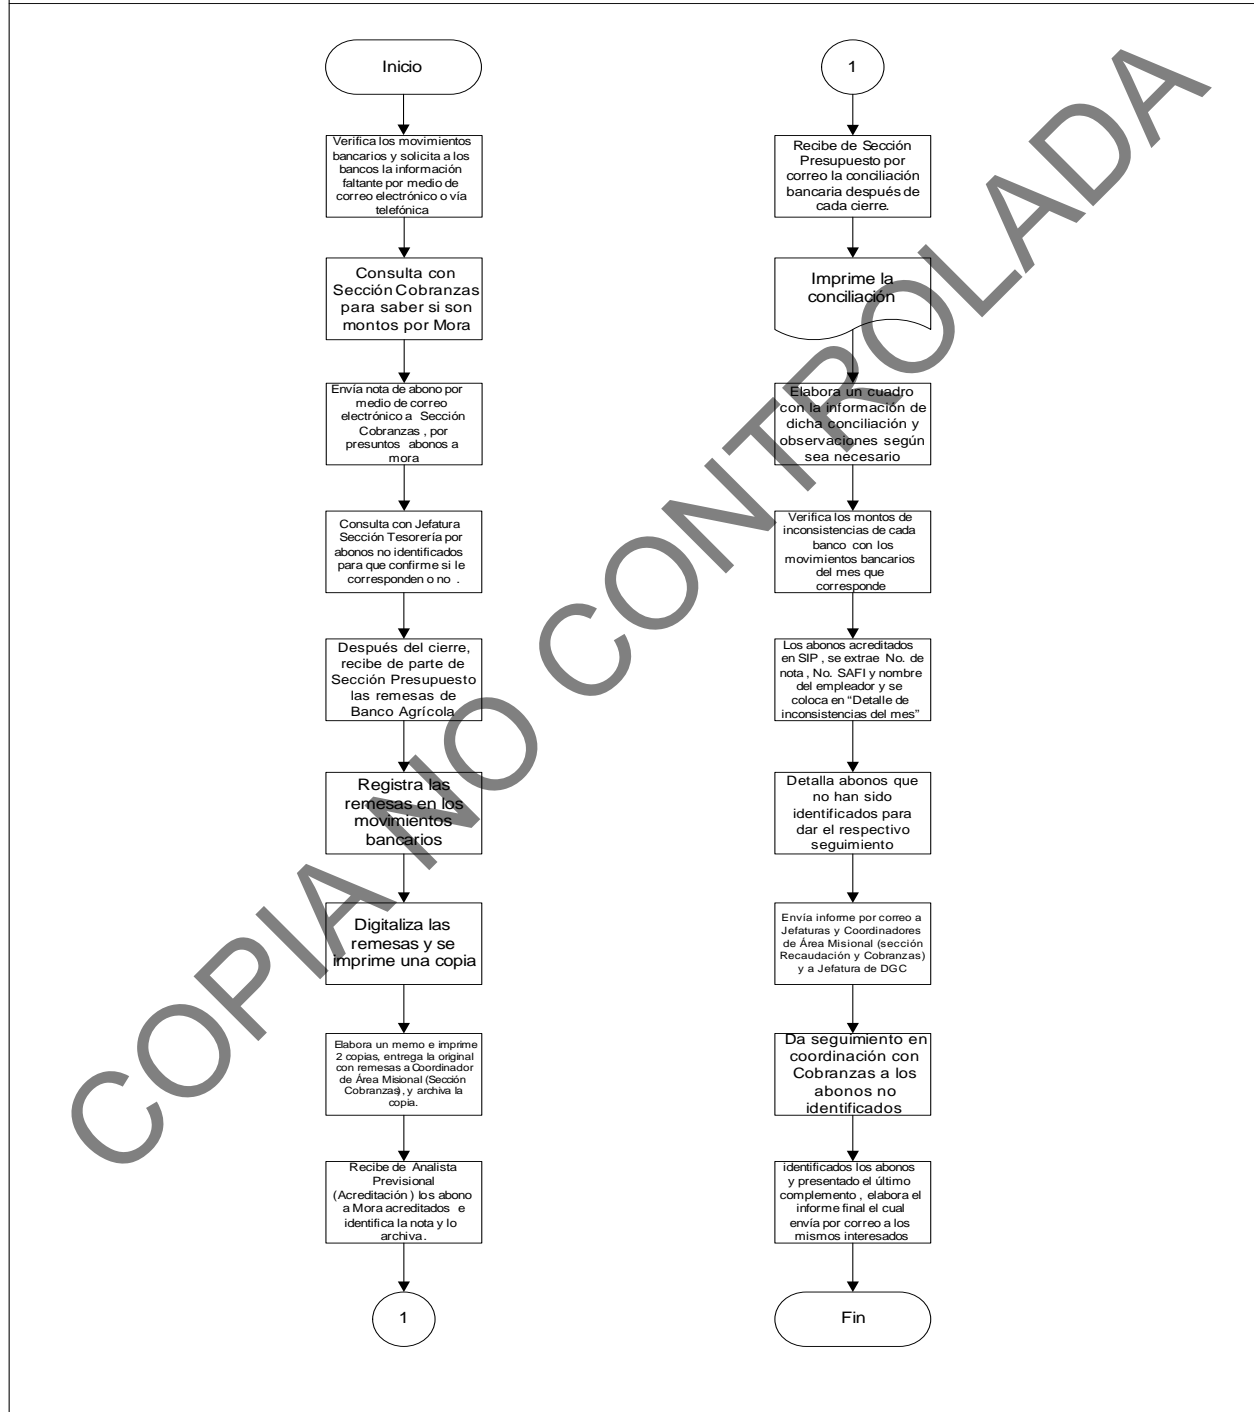 Inicio
Verifica los movimientos
bancarios y solicita a los
bancos la información
faltante por medio de
correo electrónico o vía
telefónica
Consulta con
Sección Cobranzas
para saber si son
montos por Mora
Envía nota de abono por
medio de correo
electrónico a Sección
Cobranzas , por
presuntos abonos a
mora
Consulta con Jefatura
Sección Tesorería por
abonos no identificados
para que confirme si le
corresponden o no .
Después del cierre,
recibe de parte de
Sección Presupuesto
las remesas de
Banco Agrícola
Registra las
remesas en los
movimientos
bancarios
Digitaliza las
remesas y se
imprime una copia
Elabora un memo e imprime
2 copias, entrega la original
con remesas a Coordinador
de Área Misional (Sección
Cobranzas), y archiva la
copia.
Recibe de Analista
Previsional
(Acreditación ) los abono
a Mora acreditados e
identifica la nota y lo
archiva.
1
1
Recibe de Sección
Presupuesto por
correo la conciliación
bancaria después de
cada cierre.
Imprime la
conciliación
Elabora un cuadro
con la información de
dicha conciliación y
observaciones según
sea necesario
Verifica los montos de
inconsistencias de cada
banco con los
movimientos bancarios
del mes que
corresponde
Los abonos acreditados
en SIP , se extrae No. de
nota , No. SAFI y nombre
del empleador y se
coloca en “Detalle de
inconsistencias del mes”
Detalla abonos que
no han sido
identificados para
dar el respectivo
seguimiento
Envía informe por correo a
Jefaturas y Coordinadores
de Área Misional (sección
Recaudación y Cobranzas)
y a Jefatura de DGC
Da seguimiento en
coordinación con
Cobranzas a los
abonos no
identificados
identificados los abonos
y presentado el último
complemento , elabora el
informe final el cual
envía por correo a los
mismos interesados
Fin
COPIA NO CONTROLADA